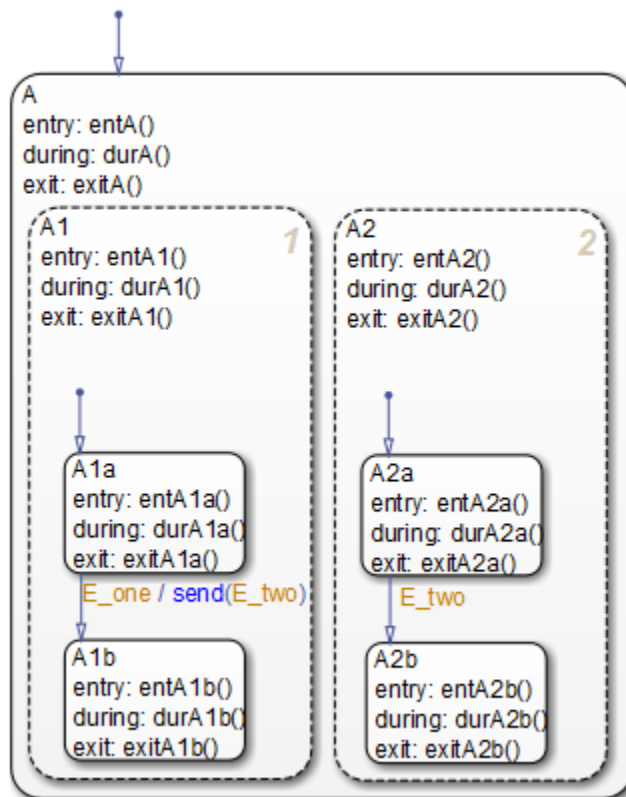 A
entry: entA()
during: durA()
exit: exitA()
A1
1
entry: entA1()
during: durA1()
exit: exitA1()
A1a
entry: entA1a()
during: durA1a()
exit: exitA1a()
E_one / send(E_two)
A1b
entry: entA1b()
during: durA1b()
exit: exitA1b()
A2
2
entry: entA2()
during: durA2()
exit: exitA2()
A2a
entry: entA2a()
during: durA2a()
exit: exitA2a()
E_two
A2b
entry: entA2b()
during: durA2b()
exit: exitA2b()